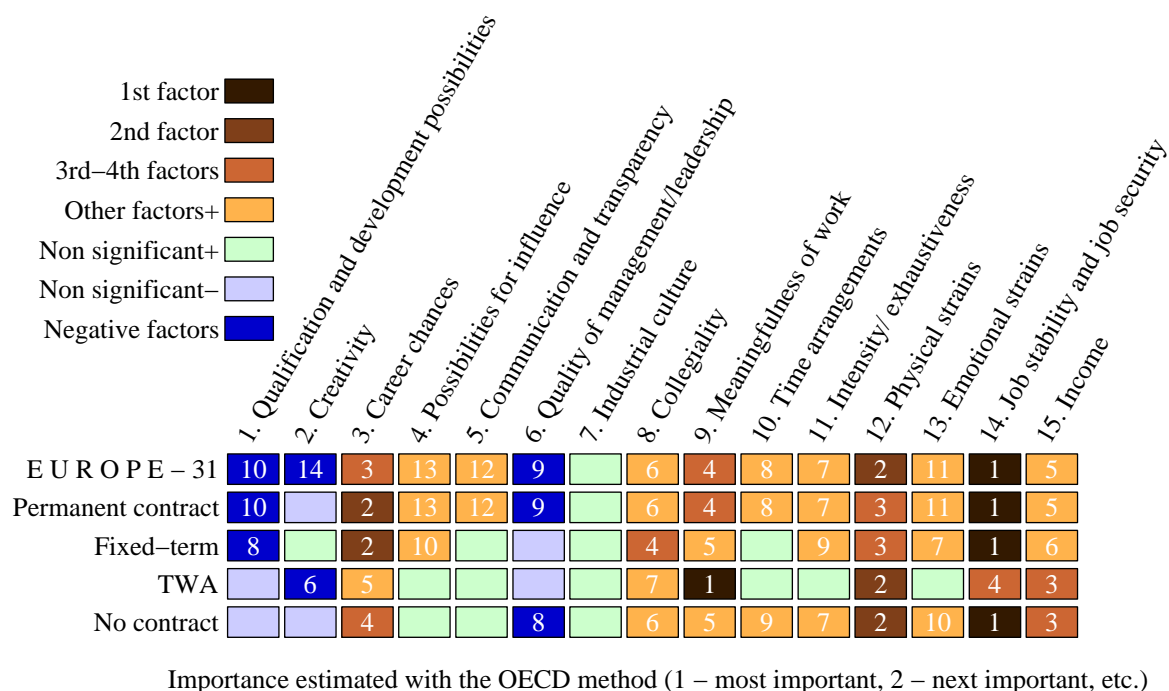 1st factor
2nd factor
3rd−4th factors
Other factors+
Non significant+
Non significant−
Negative factors
1. Qualification and development possibilities
2. Creativity
3. Career chances
4. Possibilities for influence
5. Communication and transparency
6. Quality of management/leadership
7. Industrial culture
8. Collegiality
9. Meaningfulness of work
10. Time arrangements
11. Intensity/ exhaustiveness
12. Physical strains
13. Emotional strains
14. Job stability and job security
15. Income
E U R O P E − 31 10 14 3 13 12 9 6 4 8 7 2 11 1 5
Permanent contract 10 2 13 12 9 6 4 8 7 3 11 1 5
Fixed−term 8 2 10 4 5 9 3 7 1 6
TWA 6 5 7 1 2 4 3
No contract 4 8 6 5 9 7 2 10 1 3
Importance estimated with the OECD method (1 − most important, 2 − next important, etc.)